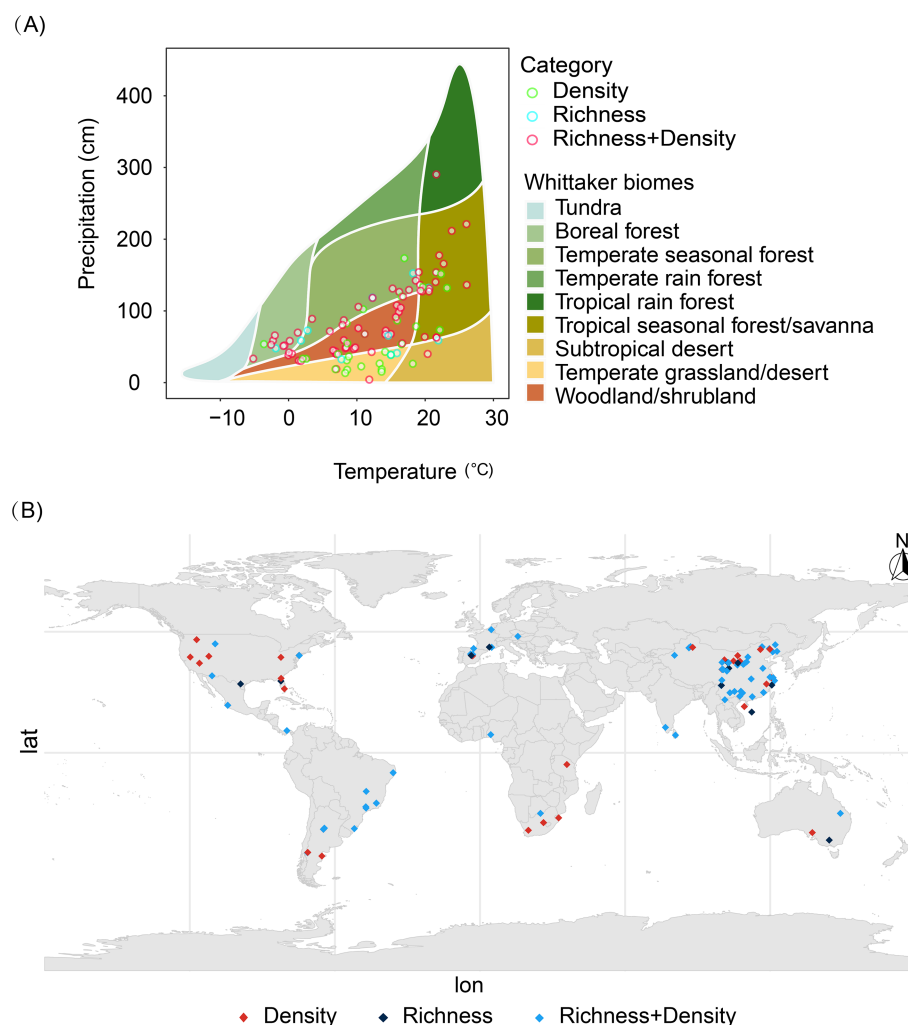 (A)
Precipitation (cm)
400
300
200
100
0
−10
0
10
20
30
Temperature (°C)
Category
Density
Richness
Richness+Density
Whittaker biomes
Tundra
Boreal forest
Temperate seasonal forest
Temperate rain forest
Tropical rain forest
Tropical seasonal forest/savanna
Subtropical desert
Temperate grassland/desert
Woodland/shrubland
(B)
N
lat
lon
Density
Richness
Richness+Density